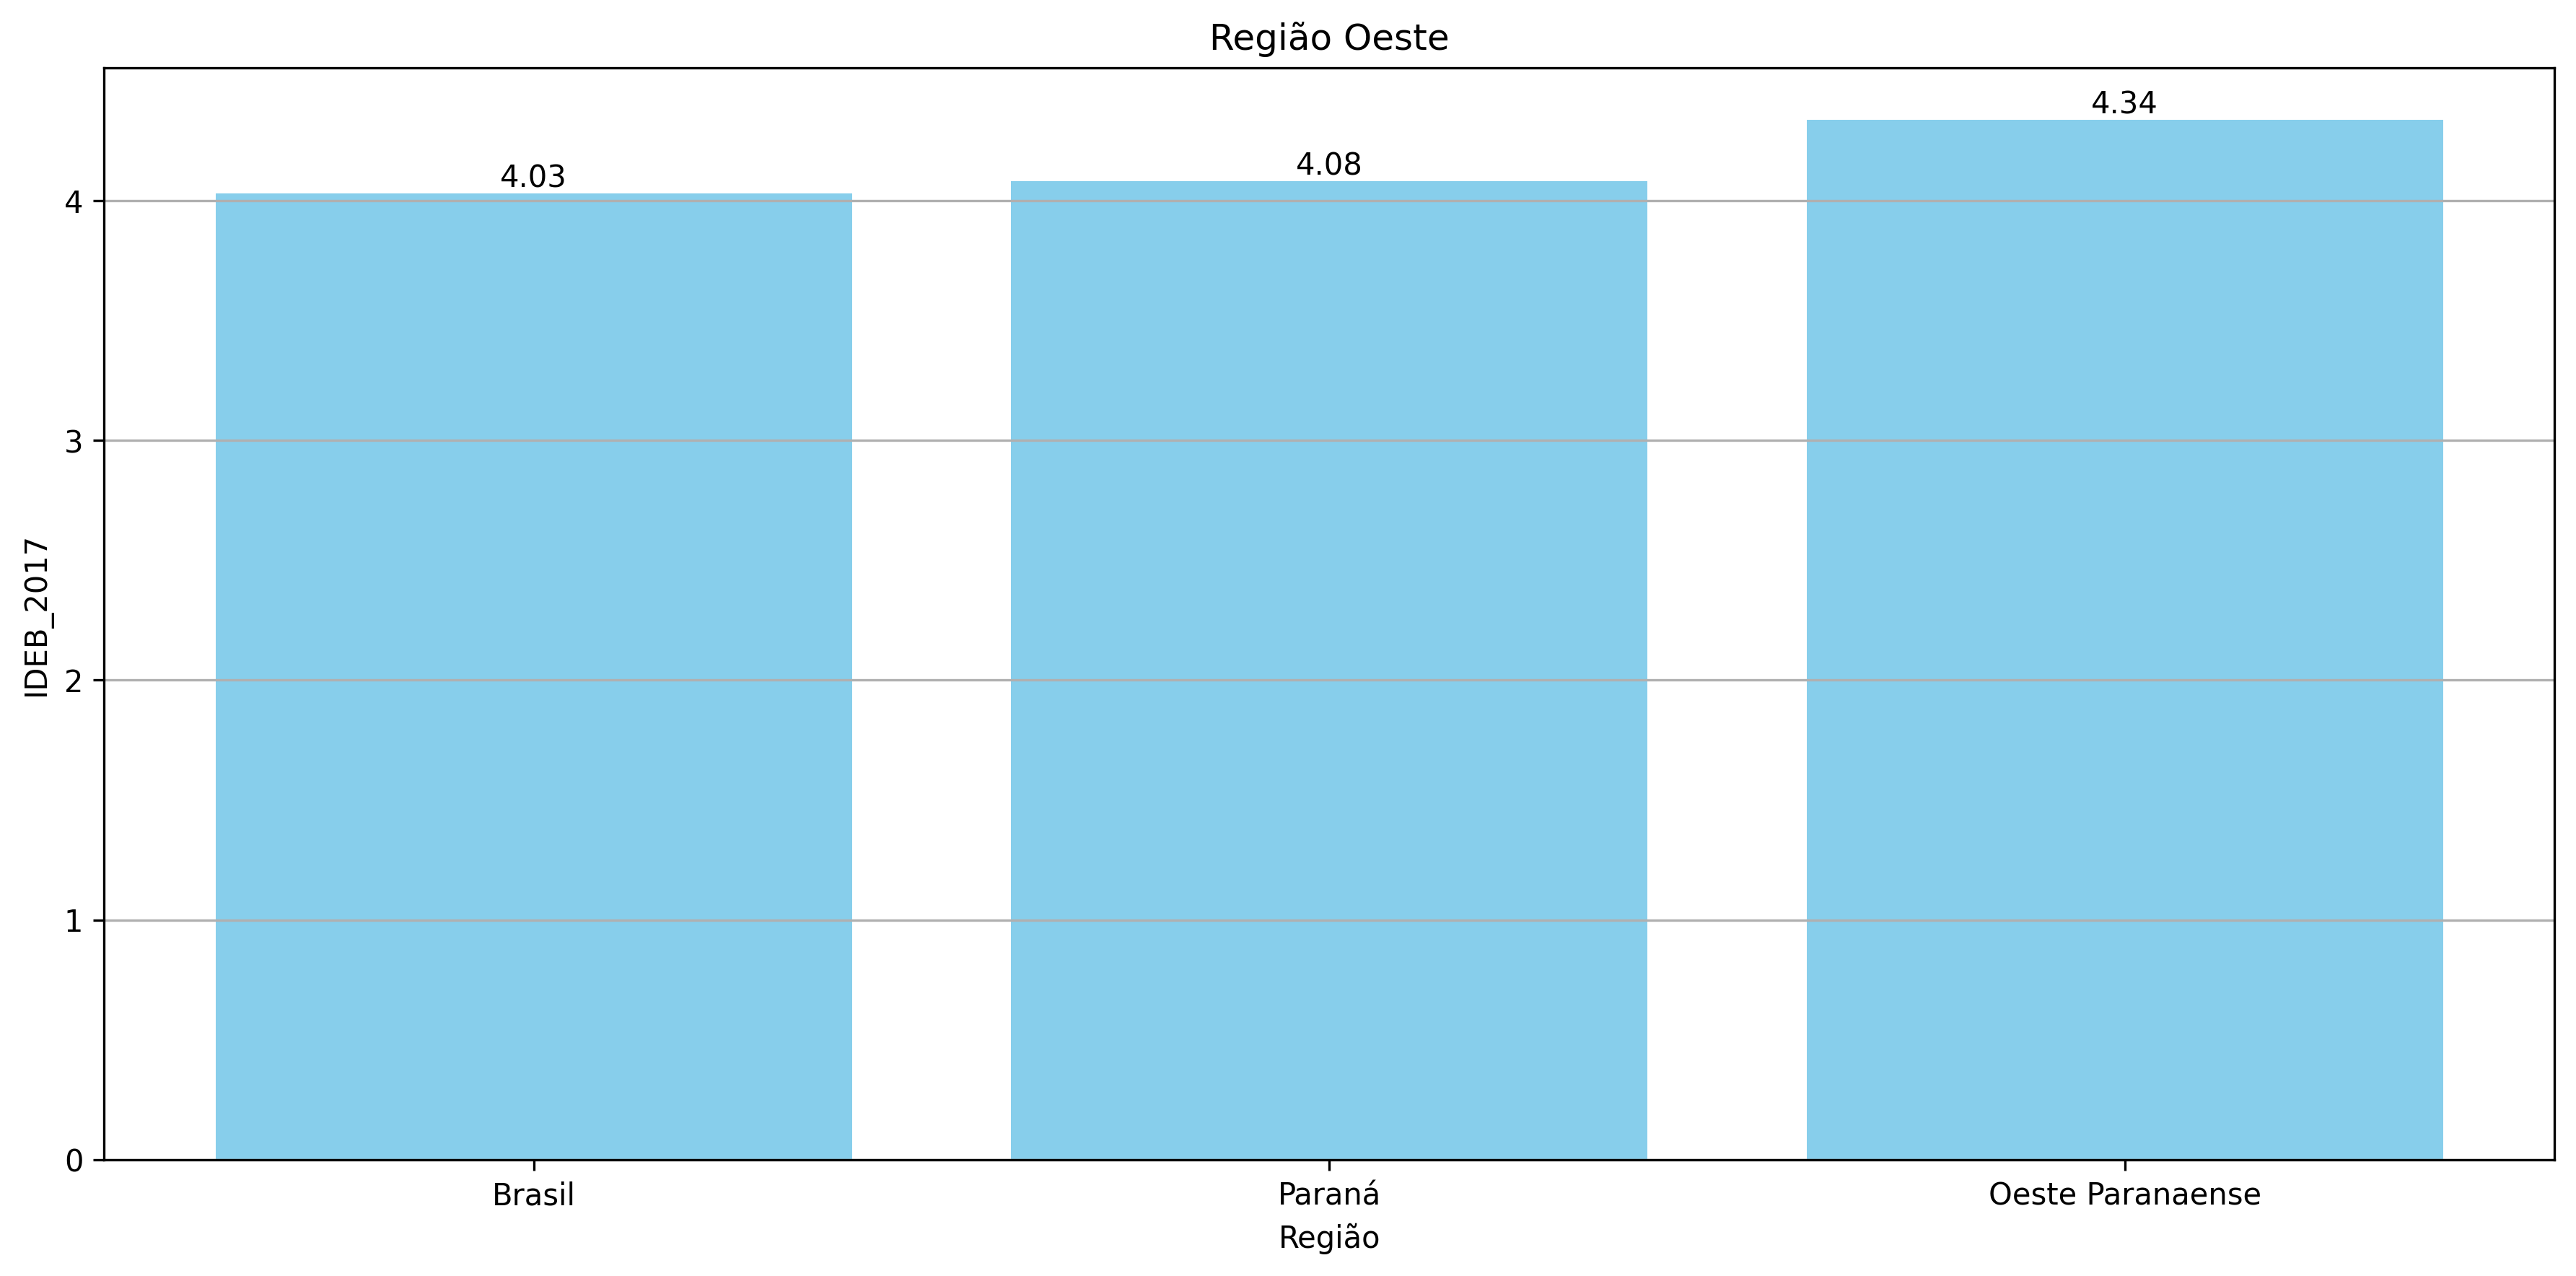 Região Oeste
4.34
4.08
4.03
4
3
2
1
0
IDEB_2017
Brasil
Paraná
Oeste Paranaense
Região